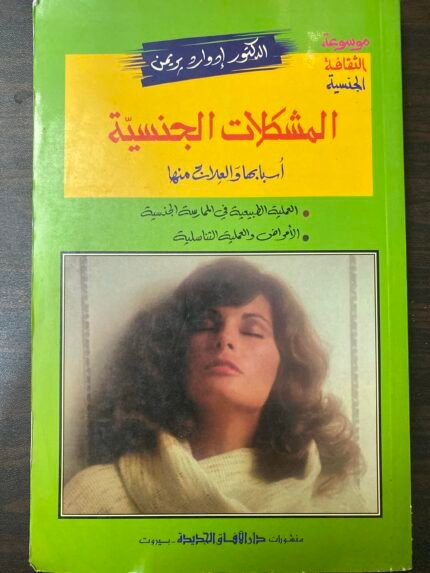 موسوعة
الثقافة
الجنسية
الدكتور إدوارد بريمن
المشكلات الجنسيّة
أسبابها والعلاج منها
العملية الطبيعية في الممارسة الجنسية
الأمراض والعملية التناسلية
منشورات دار الآفاق الجديدة - بيروت